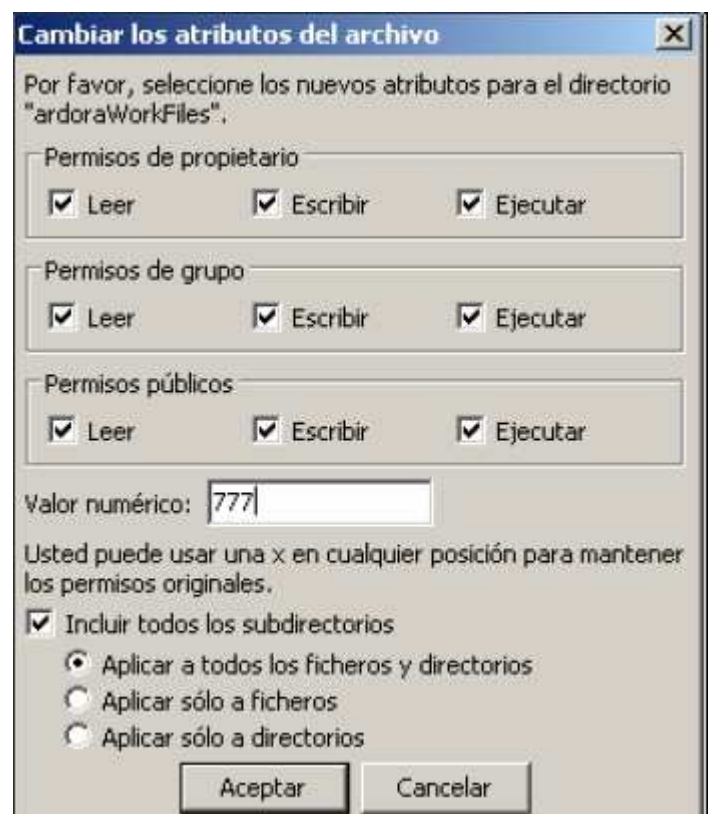 Cambiar los atributos del archivo
Por favor, seleccione los nuevos atributos para el directorio
"ardoraWorkFiles".
Permisos de propietario
Leer Escribir Ejecutar
Permisos de grupo
Leer Escribir Ejecutar
Permisos públicos
Leer Escribir Ejecutar
Valor numérico: 777
Usted puede usar una x en cualquier posición para mantener
los permisos originales.
Incluir todos los subdirectorios
Aplicar a todos los ficheros y directorios
Aplicar sólo a ficheros
Aplicar sólo a directorios
Aceptar Cancelar